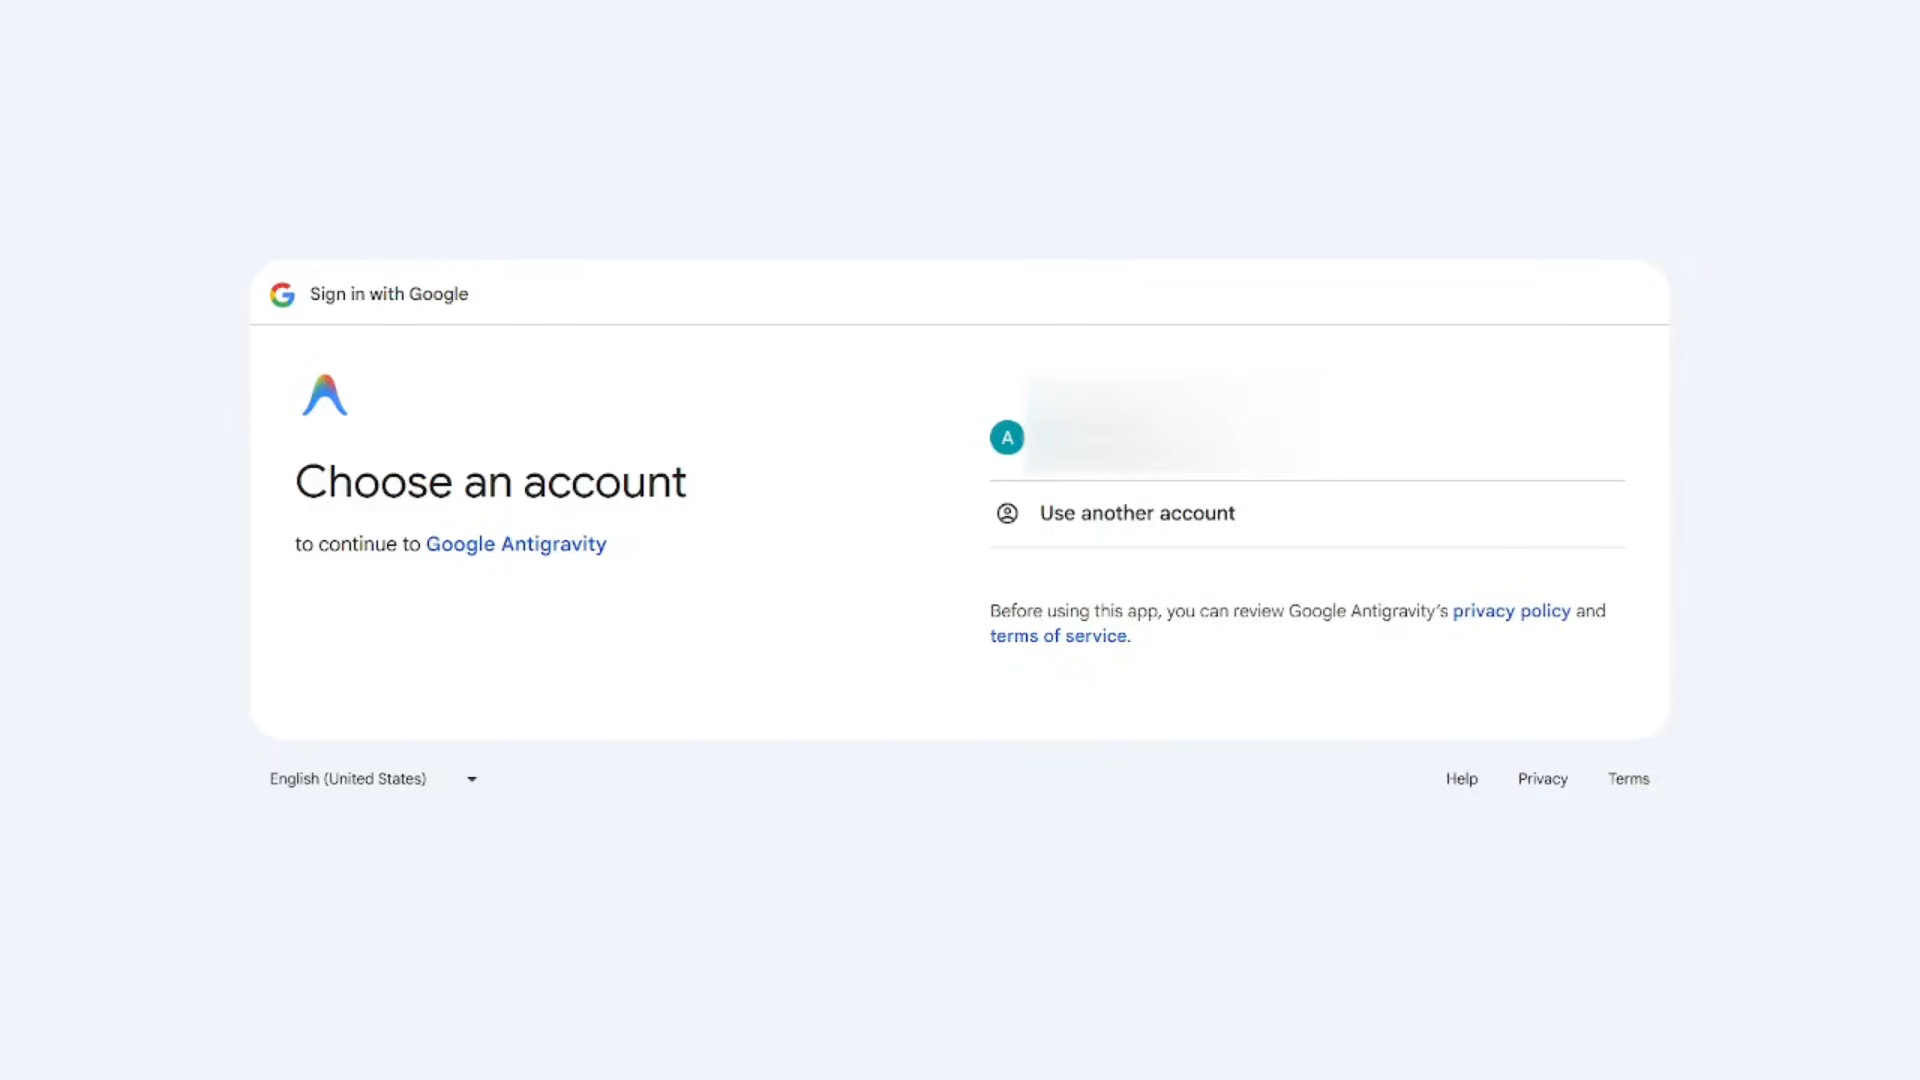 Sign in with Google
Choose an account
to continue to Google Antigravity
A
Use another account
Before using this app, you can review Google Antigravity’s privacy policy and
terms of service.
English (United States)
Help Privacy Terms